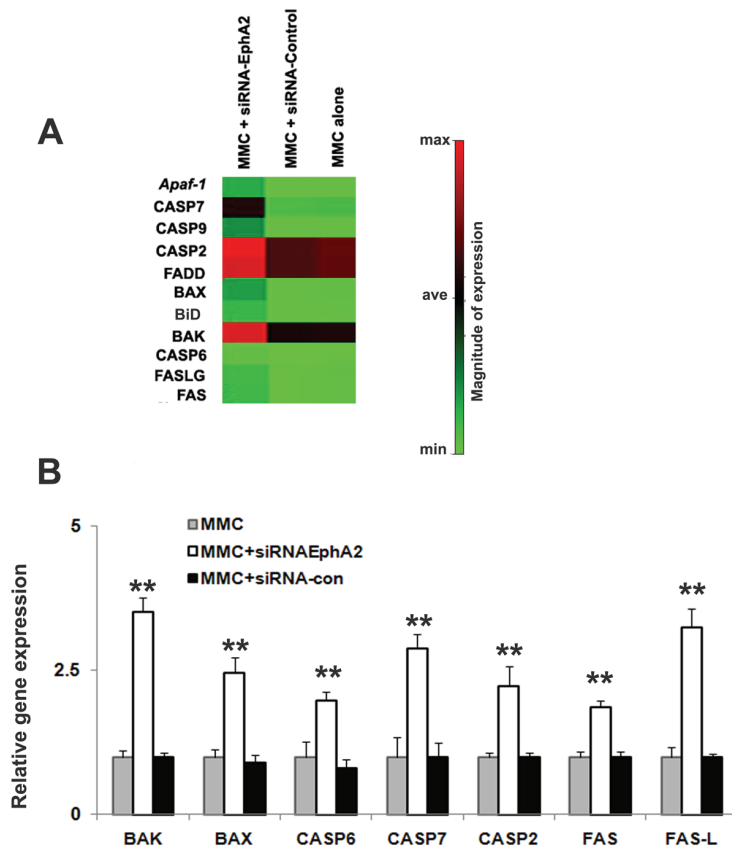 A
MMC + siRNA-EphA2
MMC + siRNA-Control
MMC alone
Apaf-1
CASP7
CASP9
CASP2
FADD
BAX
BiD
BAK
CASP6
FASLG
FAS
max
ave
min
Magnitude of expression
B
Relative gene expression
5
2.5
0
MMC
MMC+siRNAEphA2
MMC+siRNA-con
** ** ** ** ** ** **
BAK BAX CASP6 CASP7 CASP2 FAS FAS-L